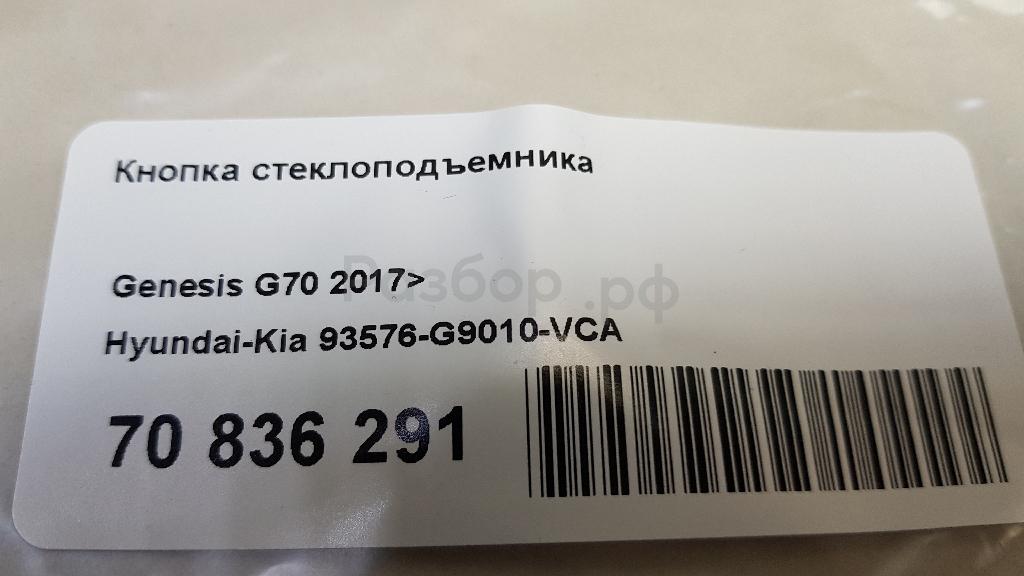 Кнопка стеклоподъемника
Genesis G70 2017>
Разбор.рф
Hyundai-Kia 93576-G9010-VCA
70 836 291